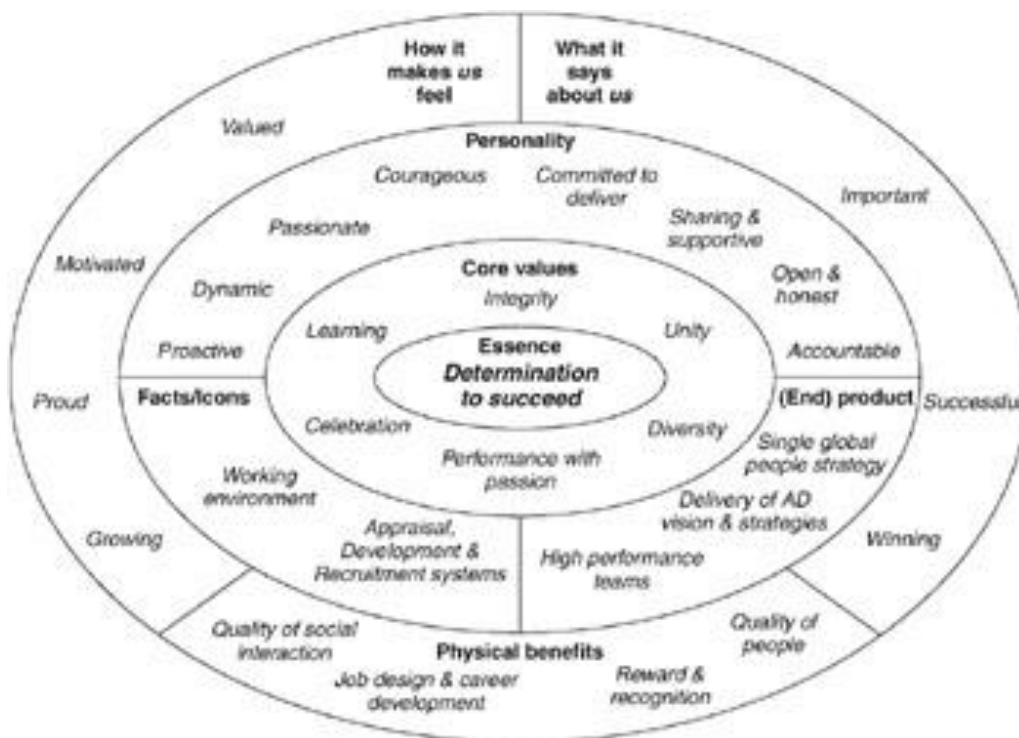 How it
makes us
feel
What it
says
about us
Valued
Important
Motivated
Proud
Successful
Growing
Winning
Personality
Courageous
Committed to
deliver
Passionate
Sharing &
supportive
Dynamic
Open &
honest
Proactive
Accountable
Core values
Integrity
Learning
Unity
Essence
Determination
to succeed
Celebration
Diversity
Performance with
passion
Facts/Icons
Working
environment
Appraisal,
Development &
Recruitment systems
(End) product
Single global
people strategy
Delivery of AD
vision & strategies
High performance
teams
Physical benefits
Quality of social
interaction
Job design & career
development
Reward &
recognition
Quality of
people